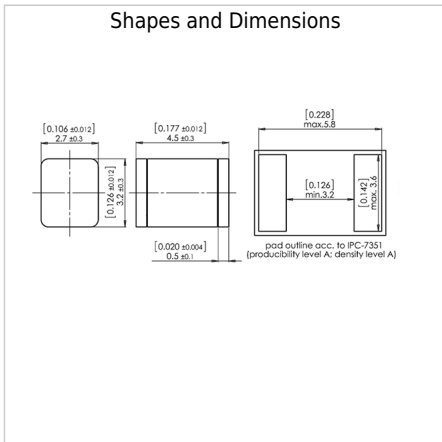 Shapes and Dimensions
[0.106 ±0.012]
2.7 ±0.3
[0.126 ±0.012]
3.2 ±0.3
[0.177 ±0.012]
4.5 ±0.3
[0.020 ±0.004]
0.5 ±0.1
[0.228]
max.5.8
[0.126]
min.3.2
[0.142]
max. 3.6
pad outline acc. to IPC-7351
(producibility level A; density level A)